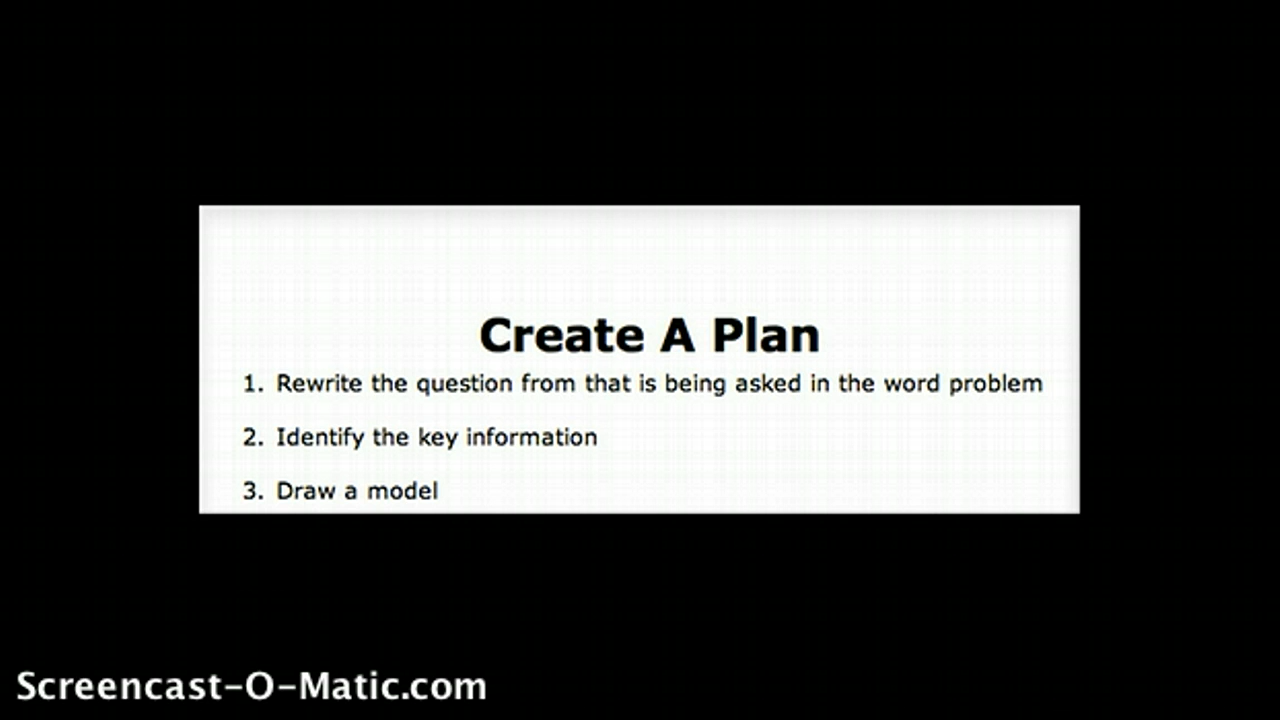 Create A Plan
1. Rewrite the question from that is being asked in the word problem
2. Identify the key information
3. Draw a model
Screencast-O-Matic.com